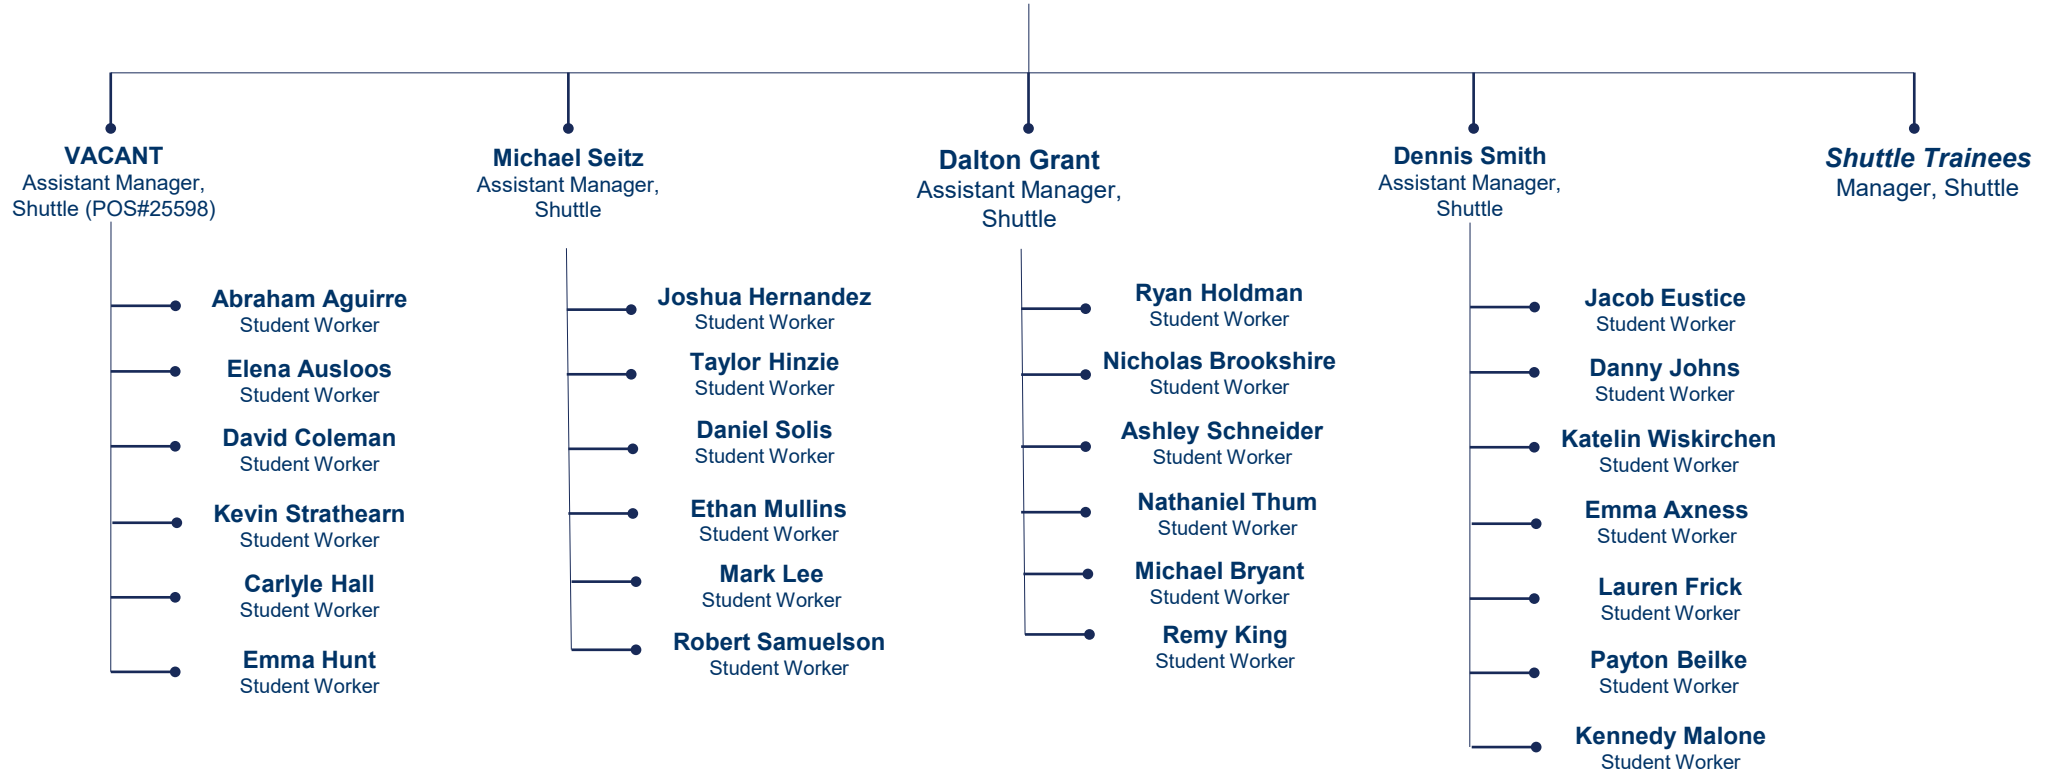 VACANT
Assistant Manager,
Shuttle (POS#25598)
Abraham Aguirre
Student Worker
Elena Ausloos
Student Worker
David Coleman
Student Worker
Kevin Strathearn
Student Worker
Carlyle Hall
Student Worker
Emma Hunt
Student Worker
Michael Seitz
Assistant Manager,
Shuttle
Joshua Hernandez
Student Worker
Taylor Hinzie
Student Worker
Daniel Solis
Student Worker
Ethan Mullins
Student Worker
Mark Lee
Student Worker
Robert Samuelson
Student Worker
Dalton Grant
Assistant Manager,
Shuttle
Ryan Holdman
Student Worker
Nicholas Brookshire
Student Worker
Ashley Schneider
Student Worker
Nathaniel Thum
Student Worker
Michael Bryant
Student Worker
Remy King
Student Worker
Dennis Smith
Assistant Manager,
Shuttle
Jacob Eustice
Student Worker
Danny Johns
Student Worker
Katelin Wiskirchen
Student Worker
Emma Axness
Student Worker
Lauren Frick
Student Worker
Payton Beilke
Student Worker
Kennedy Malone
Student Worker
Shuttle Trainees
Manager, Shuttle